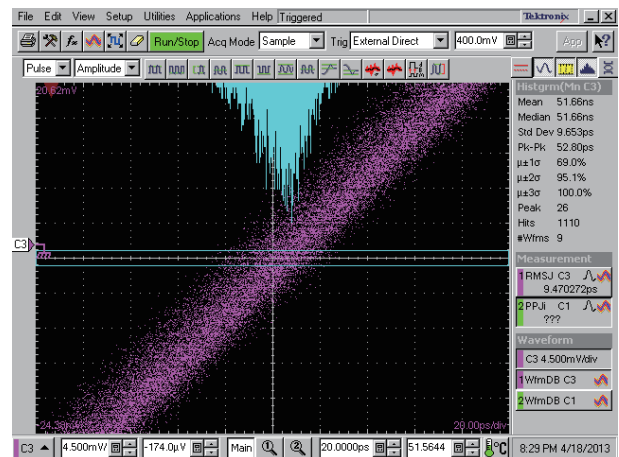 File Edit View Setup Utilities Applications Help Triggered Tektronix
Run/Stop Acq Mode Sample Trig External Direct 400.0mV App
Pulse Amplitude
20.62mV
Histgrm(Mn C3)
Mean 51.66ns
Median 51.66ns
Std Dev 9.653ps
Pk-Pk 52.80ps
µ±1σ 69.0%
µ±2σ 95.1%
µ±3σ 100.0%
Peak 26
Hits 1110
#Wfms 9
C3
Measurement
1 RMSJ C3
9.470272ps
2 PPJi C1
???
Waveform
C3 4.500mV/div
1 WfmDB C3
2 WfmDB C1
20.00ps/div
C3 4.500mV/ -174.0µV Main 1 2 20.0000ps 51.5644 °C 8:29 PM 4/18/2013